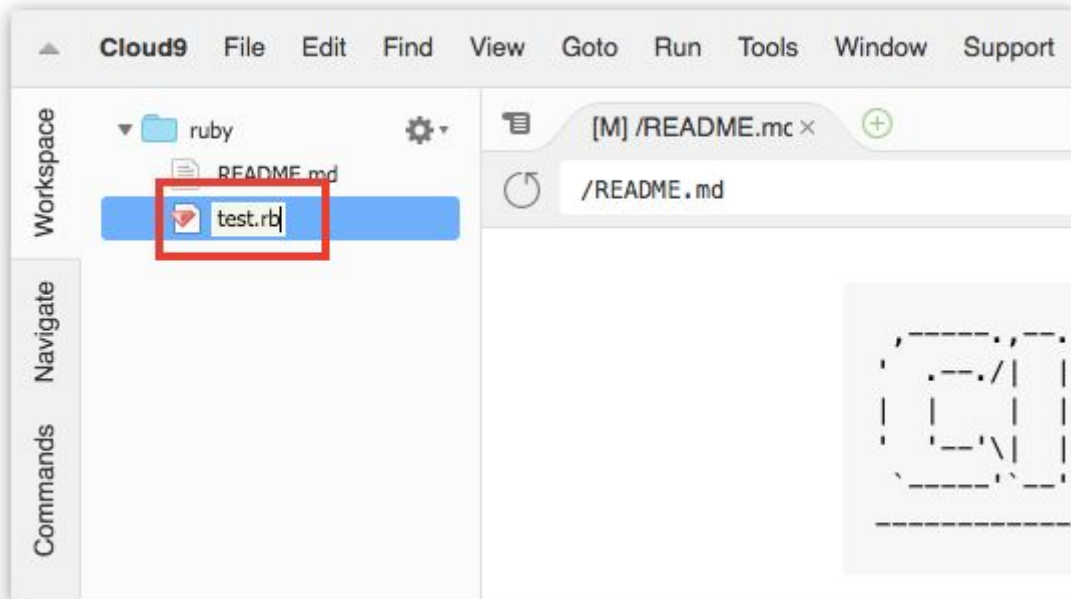 Cloud9 File Edit Find View Goto Run Tools Window Support
Workspace
Navigate
Commands
ruby
README.md
test.rb
[M] /README.mc ×
/README.md
 ,-----.,--.
'  .--./|  |
|  |    |  |
'  '--'\|  |
 `-----'`--'
------------